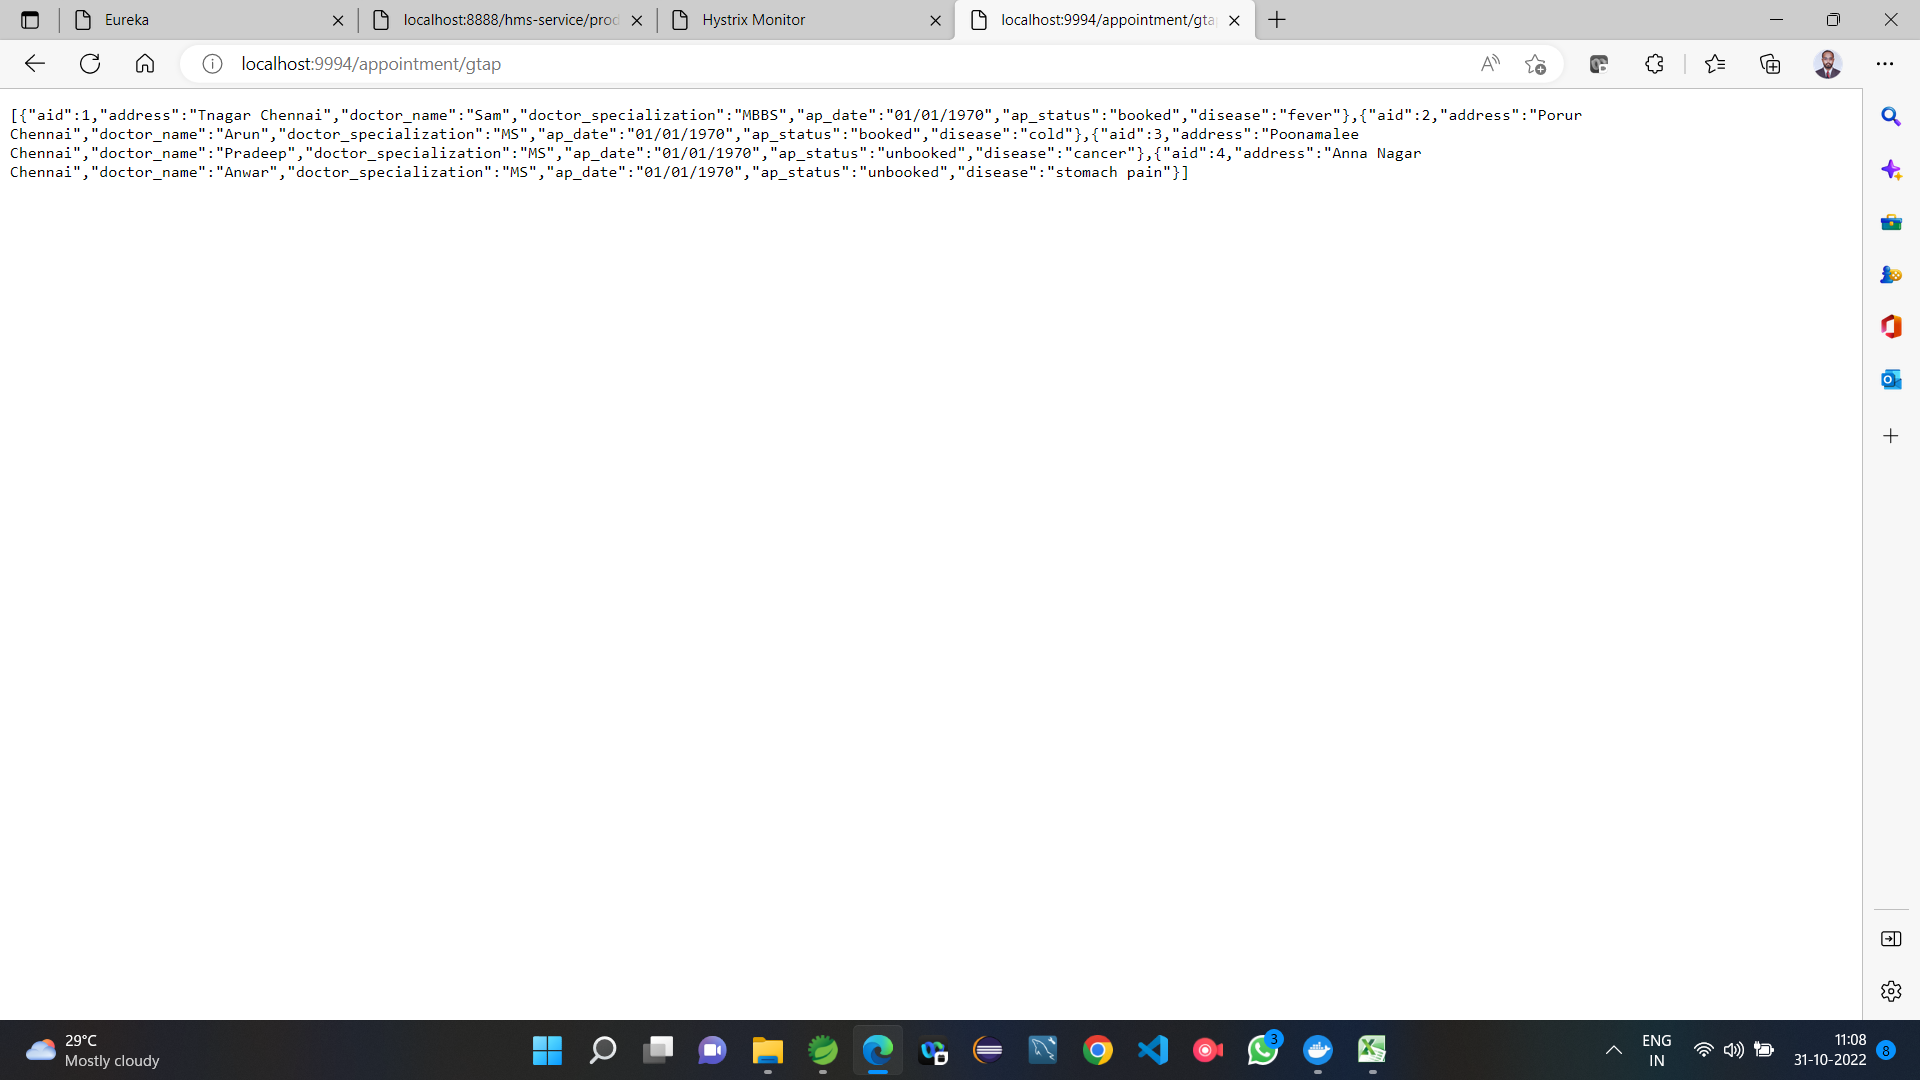 Eureka
localhost:8888/hms-service/prod
Hystrix Monitor
localhost:9994/appointment/gtap
localhost:9994/appointment/gtap
[{"aid":1,"address":"Tnagar Chennai","doctor_name":"Sam","doctor_specialization":"MBBS","ap_date":"01/01/1970","ap_status":"booked","disease":"fever"},{"aid":2,"address":"Porur
Chennai","doctor_name":"Arun","doctor_specialization":"MS","ap_date":"01/01/1970","ap_status":"booked","disease":"cold"},{"aid":3,"address":"Poonamalee
Chennai","doctor_name":"Pradeep","doctor_specialization":"MS","ap_date":"01/01/1970","ap_status":"unbooked","disease":"cancer"},{"aid":4,"address":"Anna Nagar
Chennai","doctor_name":"Anwar","doctor_specialization":"MS","ap_date":"01/01/1970","ap_status":"unbooked","disease":"stomach pain"}]
29°C
Mostly cloudy
3
ENG
IN
11:08
31-10-2022
8